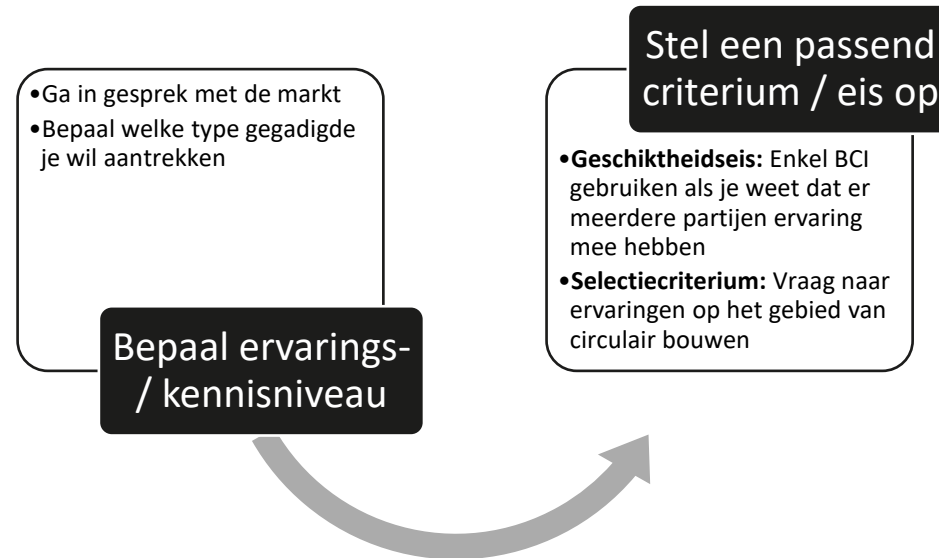 •Ga in gesprek met de markt
•Bepaal welke type gegadigde
je wil aantrekken
Bepaal ervarings-
/ kennisniveau
Stel een passend
criterium / eis op
•Geschiktheidseis: Enkel BCI
gebruiken als je weet dat er
meerdere partijen ervaring
mee hebben
•Selectiecriterium: Vraag naar
ervaringen op het gebied van
circulair bouwen